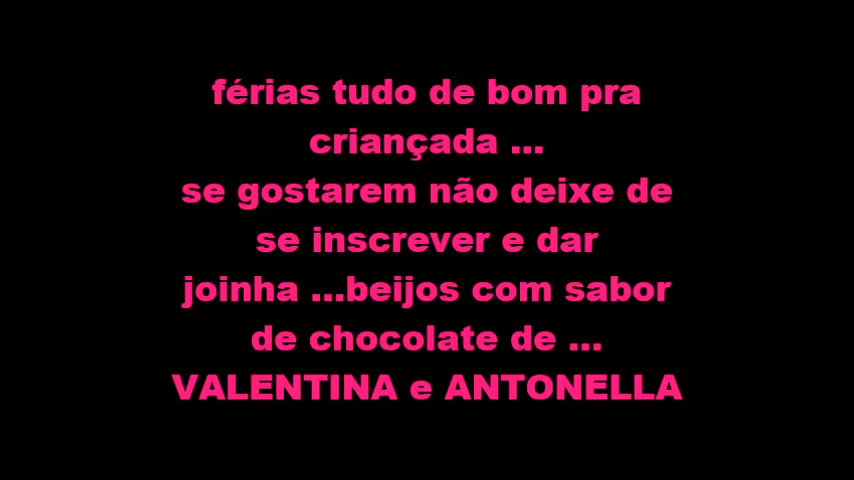 férias tudo de bom pra
criançada ...
se gostarem não deixe de
se inscrever e dar
joinha ...beijos com sabor
de chocolate de ...
VALENTINA e ANTONELLA